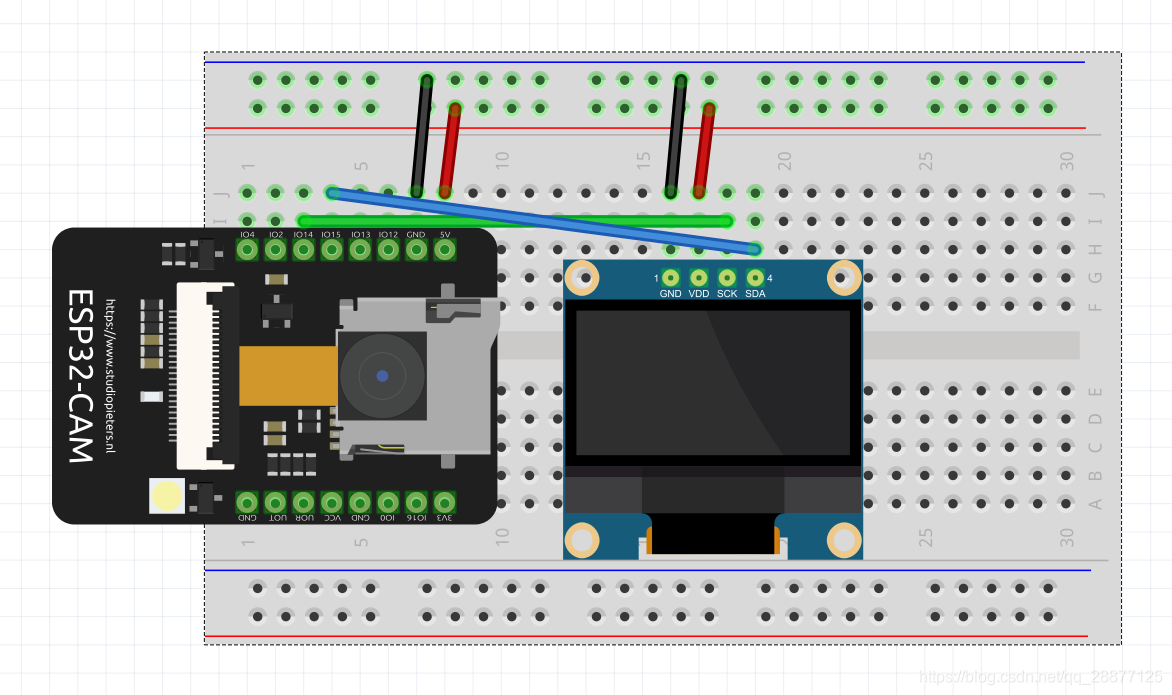 1 5 10 15 20 25 30
J J
I I
H
G
F
IO4 IO2 IO14 IO15 IO13 IO12 GND 5V
1 4
GND VDD SCK SDA
ESP32-CAM
https://www.studiopieters.nl
E
D
C
B
A
GND UOT UOR VCC GND IO0 IO16 3V3
1 5 10 25 30
https://blog.csdn.net/qq_28877125